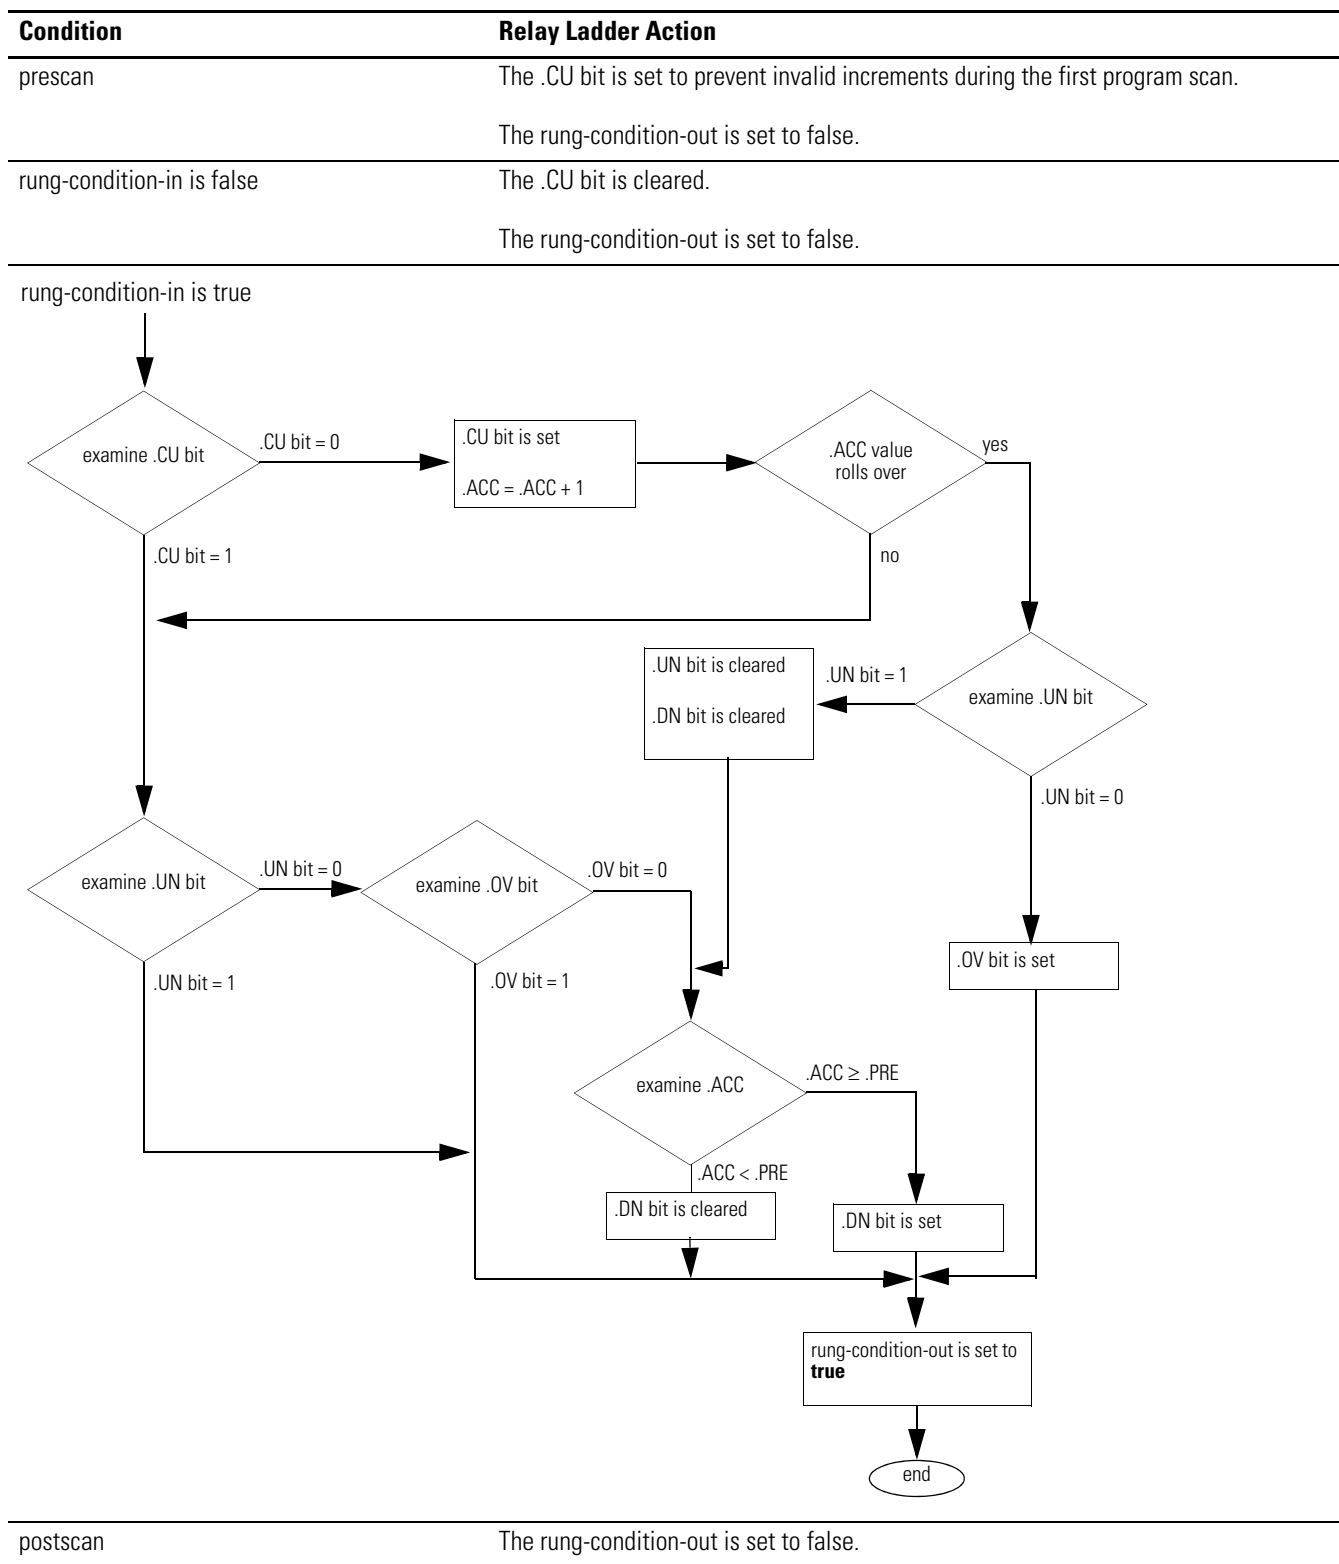 Condition Relay Ladder Action
prescan The .CU bit is set to prevent invalid increments during the first program scan.
The rung-condition-out is set to false.
rung-condition-in is false The .CU bit is cleared.
The rung-condition-out is set to false.
rung-condition-in is true
examine .CU bit
.CU bit = 0
.CU bit is set
.ACC = .ACC + 1
.ACC value
rolls over
yes
no
.CU bit = 1
.UN bit is cleared
.DN bit is cleared
.UN bit = 1
examine .UN bit
.UN bit = 0
examine .UN bit
.UN bit = 0
examine .OV bit
.OV bit = 0
.UN bit = 1
.OV bit = 1
.OV bit is set
examine .ACC
.ACC ≥ .PRE
.ACC < .PRE
.DN bit is cleared
.DN bit is set
rung-condition-out is set to
true
end
postscan The rung-condition-out is set to false.